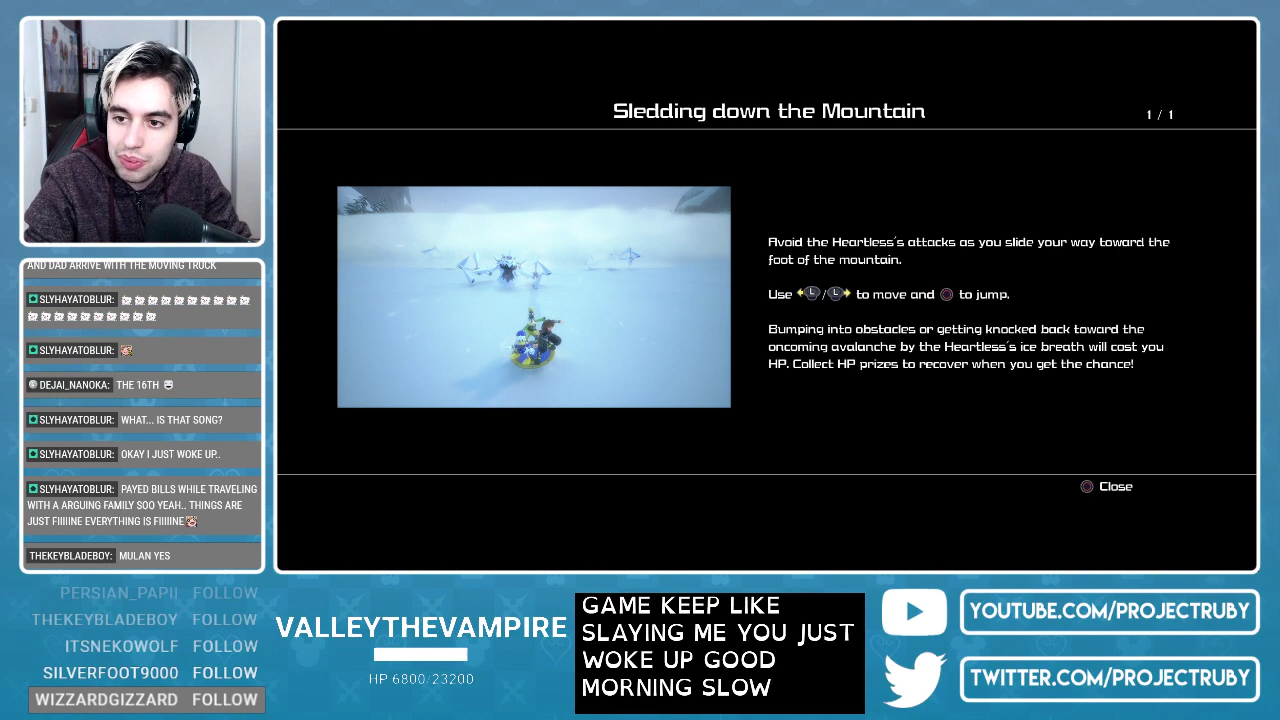 Sledding down the Mountain
1 / 1
Avoid the Heartless's attacks as you slide your way toward the
foot of the mountain.
Use L/L to move and to jump.
Bumping into obstacles or getting knocked back toward the
oncoming avalanche by the Heartless's ice breath will cost you
HP. Collect HP prizes to recover when you get the chance!
Close
AND DAD ARRIVE WITH THE MOVING TRUCK
SLYHAYATOBLUR:
SLYHAYATOBLUR:
DEJAI_NANOKA: THE 16TH
SLYHAYATOBLUR: WHAT... IS THAT SONG?
SLYHAYATOBLUR: OKAY I JUST WOKE UP..
SLYHAYATOBLUR: PAYED BILLS WHILE TRAVELING
WITH A ARGUING FAMILY SOO YEAH.. THINGS ARE
JUST FIIIIINE EVERYTHING IS FIIIIINE
THEKEYBLADEBOY: MULAN YES
PERSIAN_PAPII FOLLOW
THEKEYBLADEBOY FOLLOW
ITSNEKOWOLF FOLLOW
SILVERFOOT9000 FOLLOW
WIZZARDGIZZARD FOLLOW
VALLEYTHEVAMPIRE
HP 6800/23200
GAME KEEP LIKE
SLAYING ME YOU JUST
WOKE UP GOOD
MORNING SLOW
YOUTUBE.COM/PROJECTRUBY
TWITTER.COM/PROJECTRUBY